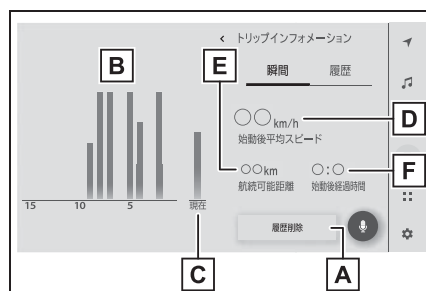 B
E
D
F
C
A
< トリップインフォメーション
瞬間 履歴
○○km/h
始動後平均スピード
○○km ○:○
航続可能距離 始動後経過時間
15 10 5 現在
履歴削除